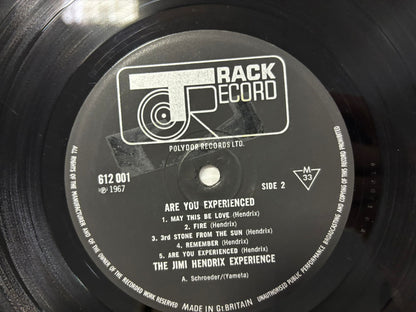 TRACK
RECORD
POLYDOR RECORDS LTD.
612 001
℗ 1967
SIDE 2
M
33
ARE YOU EXPERIENCED
1. MAY THIS BE LOVE (Hendrix)
2. FIRE (Hendrix)
3. 3rd STONE FROM THE SUN (Hendrix)
4. REMEMBER (Hendrix)
5. ARE YOU EXPERIENCED (Hendrix)
THE JIMI HENDRIX EXPERIENCE
A. Schroeder/(Yameta)
ALL RIGHTS OF THE MANUFACTURER AND OF THE OWNER OF THE RECORDED WORK RESERVED
MADE IN Gt. BRITAIN
UNAUTHORISED PUBLIC PERFORMANCE BROADCASTING AND COPYING OF THIS RECORD PROHIBITED